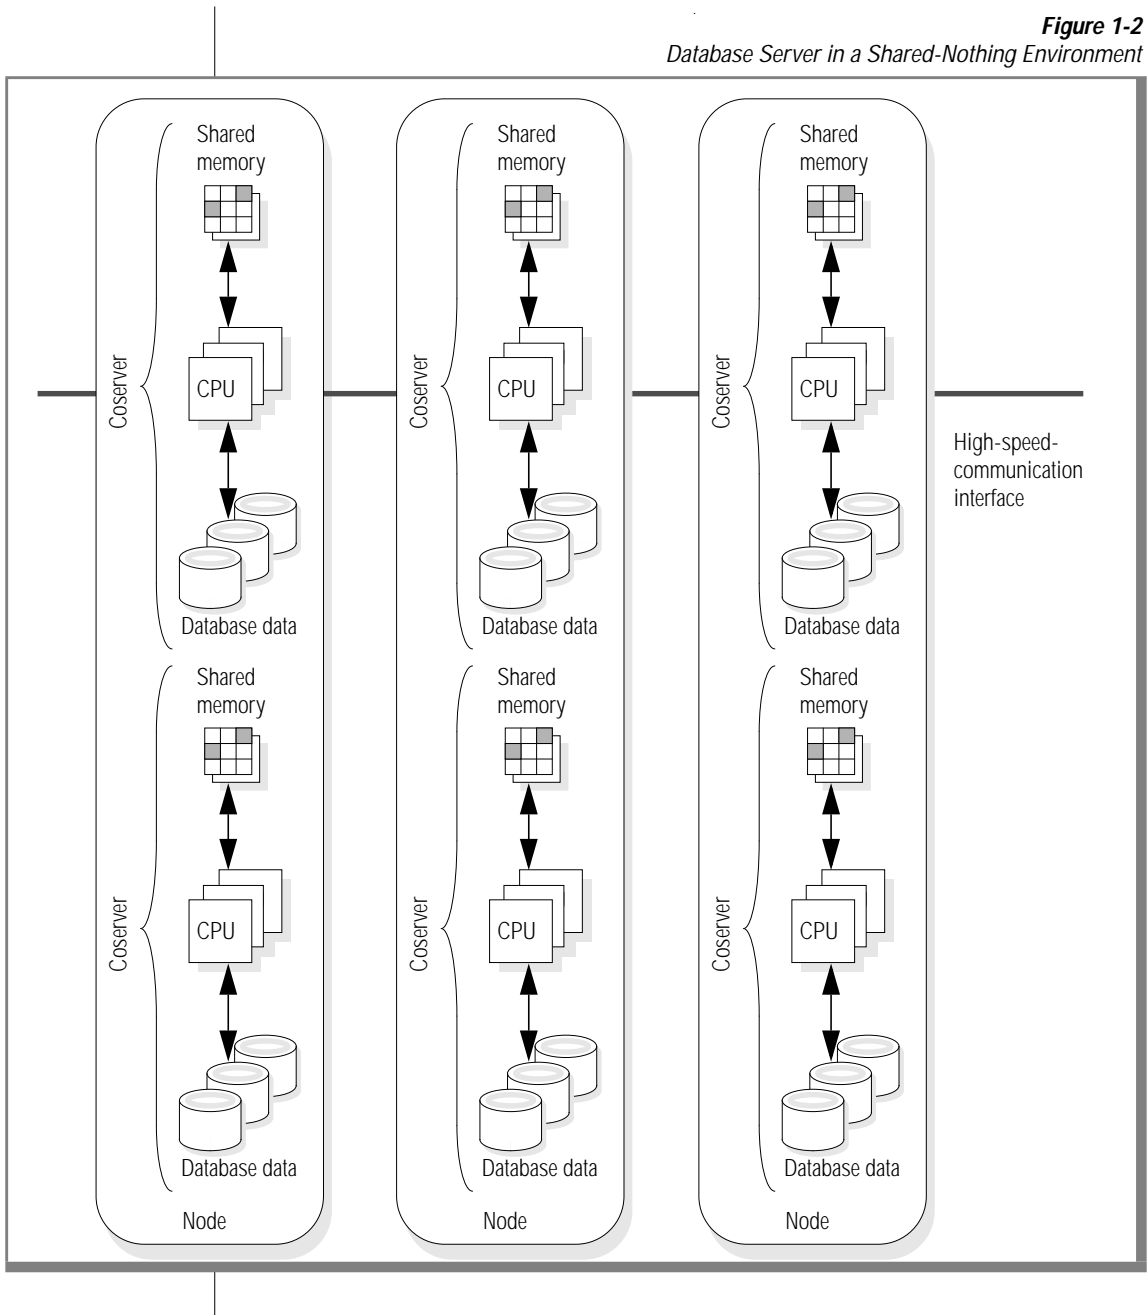 Figure 1-2
Database Server in a Shared-Nothing Environment
Shared
memory
Coserver
CPU
Database data
Shared
memory
Coserver
CPU
Database data
Node
Shared
memory
Coserver
CPU
Database data
Shared
memory
Coserver
CPU
Database data
Node
Shared
memory
Coserver
CPU
Database data
Shared
memory
Coserver
CPU
Database data
Node
High-speed-
communication
interface